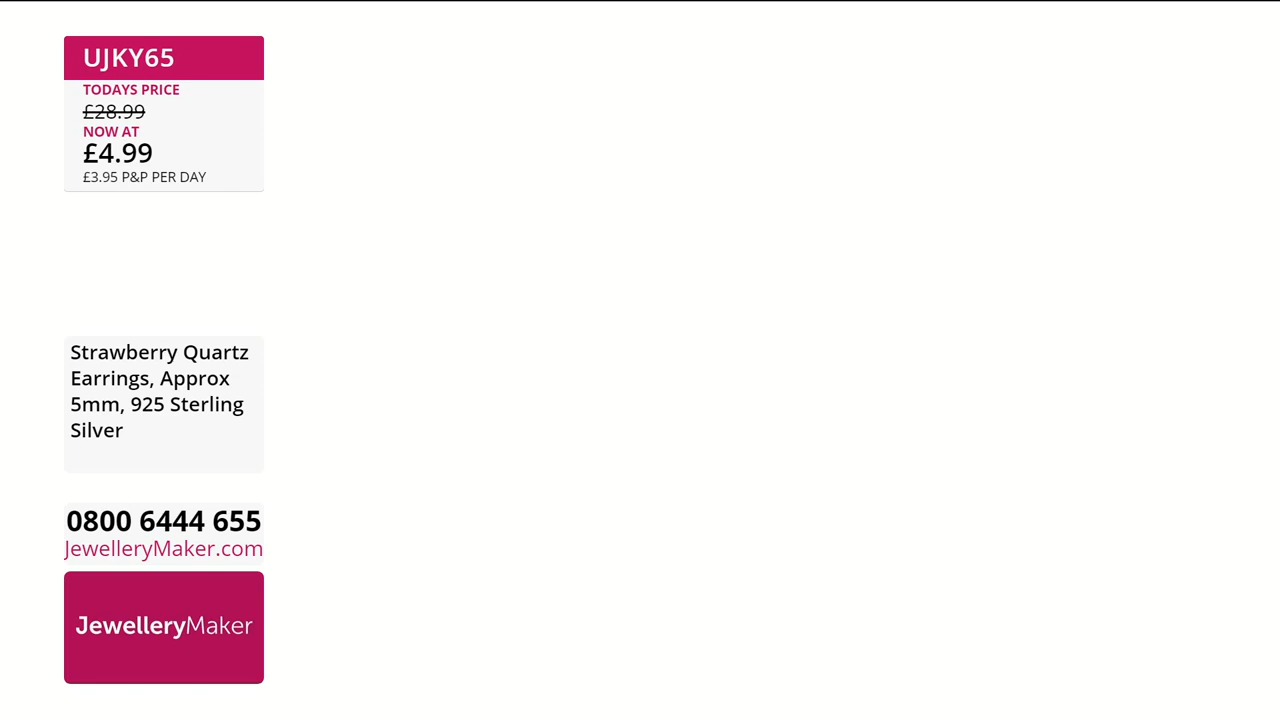 UJKY65
TODAYS PRICE
£28.99
NOW AT
£4.99
£3.95 P&P PER DAY
Strawberry Quartz
Earrings, Approx
5mm, 925 Sterling
Silver
0800 6444 655
JewelleryMaker.com
JewelleryMaker